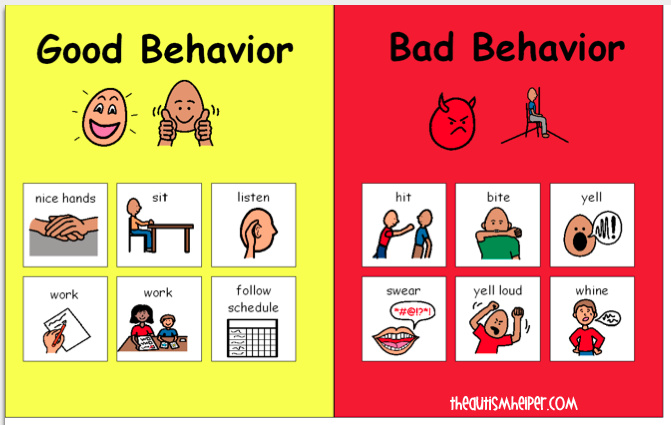 Good Behavior
nice hands
sit
listen
work
work
follow
schedule
Bad Behavior
hit
bite
yell
swear
*#@!?*!
yell loud
whine
theautismhelper.com